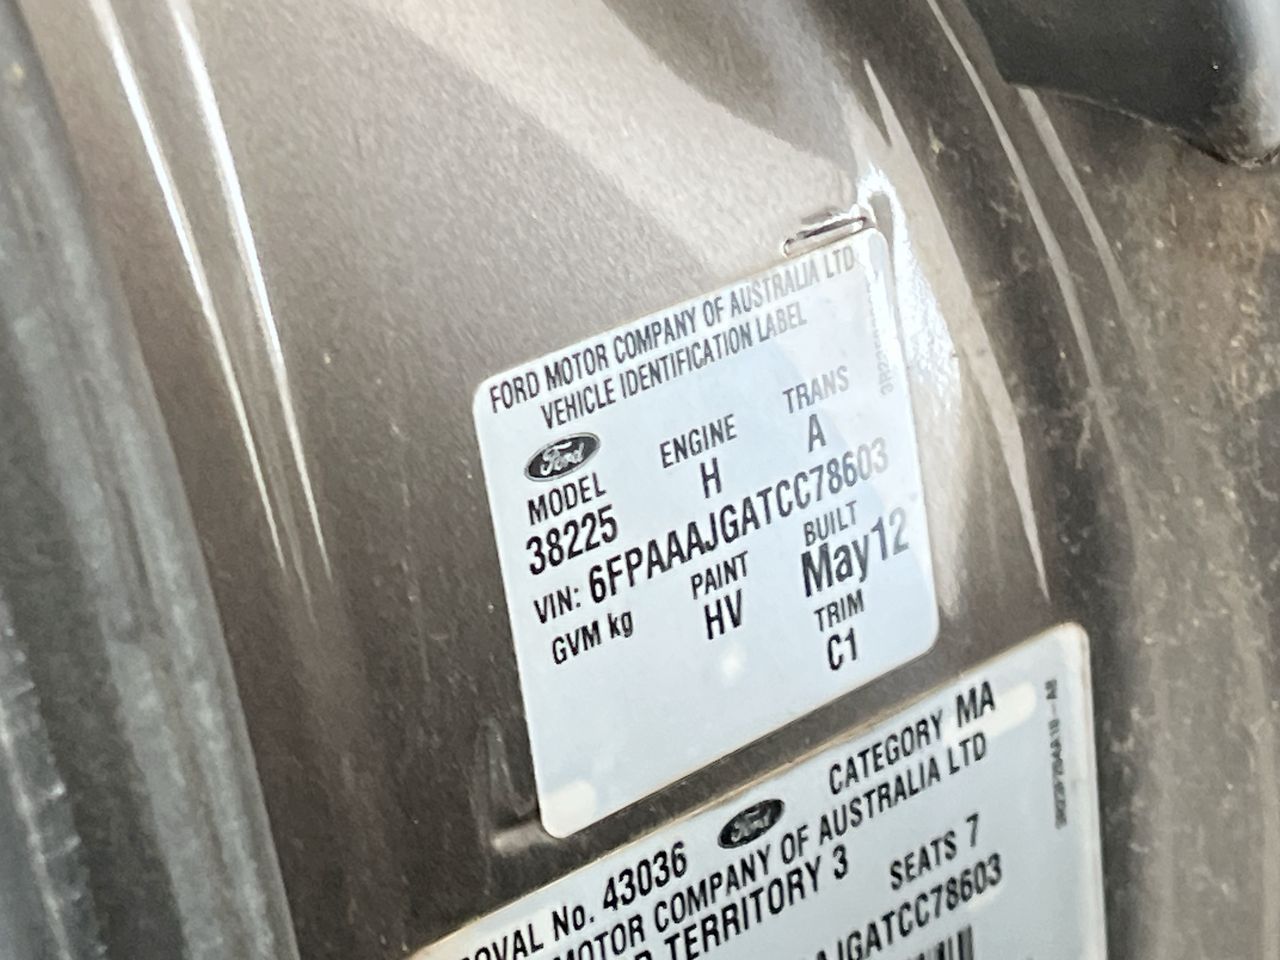 FORD MOTOR COMPANY OF AUSTRALIA LTD
VEHICLE IDENTIFICATION LABEL
Ford
MODEL ENGINE TRANS
38225 H A
VIN: 6FPAAAJGATCC78603
GVM kg PAINT BUILT
HV May12
TRIM
C1
OVAL No. 43036 Ford CATEGORY MA
MOTOR COMPANY OF AUSTRALIA LTD
TERRITORY 3 SEATS 7
AJGATCC78603